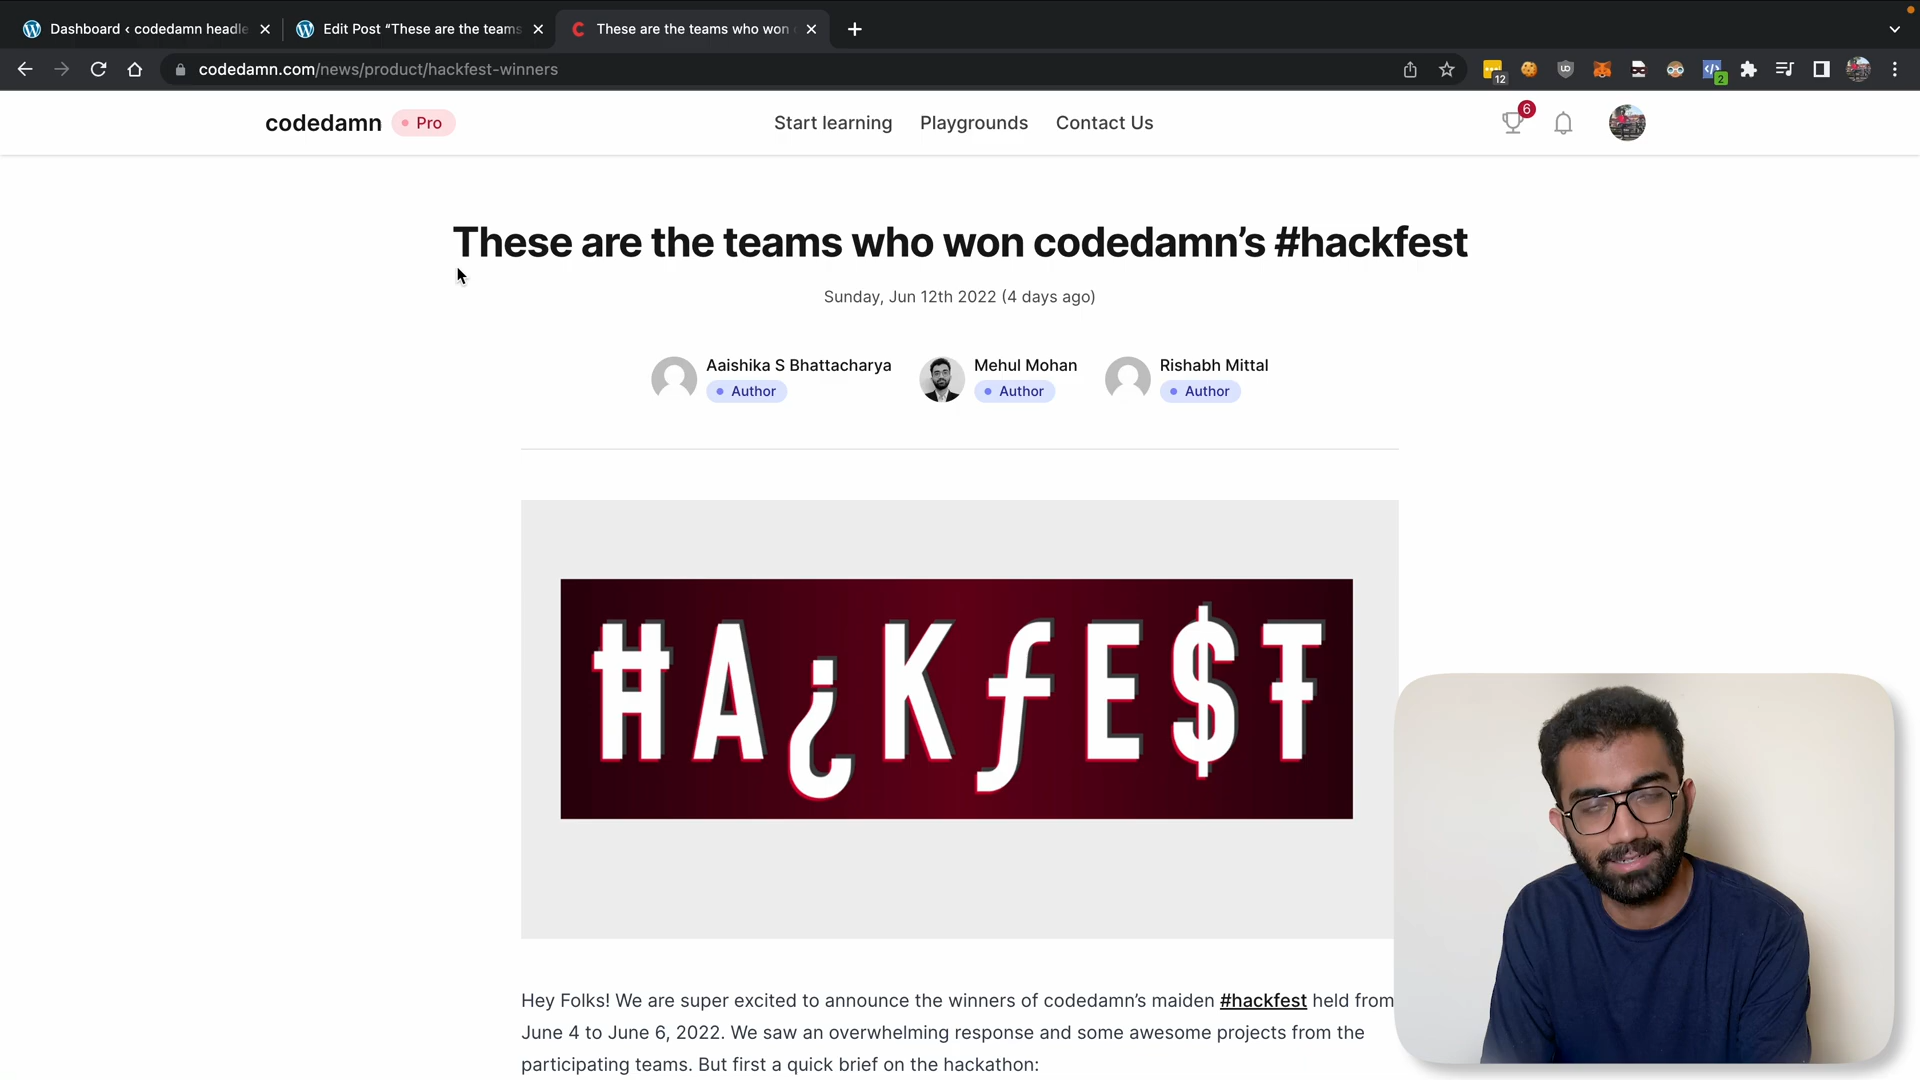 Dashboard ‹ codedamn headle
Edit Post “These are the teams
These are the teams who won
codedamn.com/news/product/hackfest-winners
12
2
codedamn
Pro
Start learning
Playgrounds
Contact Us
6
These are the teams who won codedamn’s #hackfest
Sunday, Jun 12th 2022 (4 days ago)
Aaishika S Bhattacharya
Author
Mehul Mohan
Author
Rishabh Mittal
Author
ĦA¿KƒE$Ŧ
Hey Folks! We are super excited to announce the winners of codedamn’s maiden #hackfest held from
June 4 to June 6, 2022. We saw an overwhelming response and some awesome projects from the
participating teams. But first a quick brief on the hackathon: